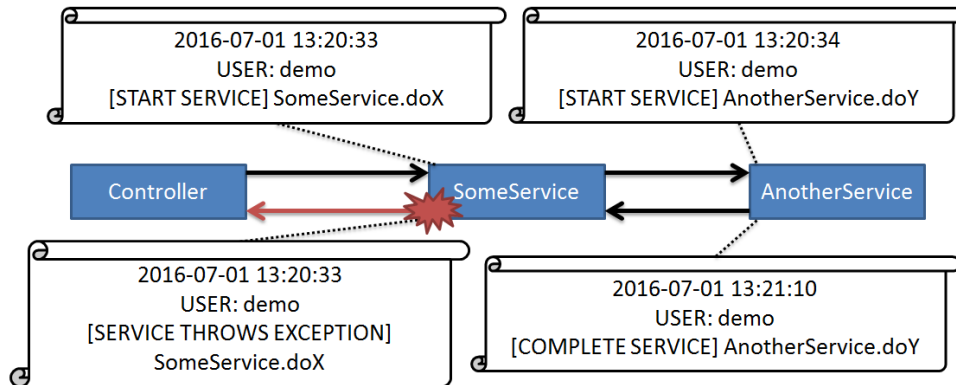 2016-07-01 13:20:33
USER: demo
[START SERVICE] SomeService.doX
2016-07-01 13:20:34
USER: demo
[START SERVICE] AnotherService.doY
Controller
SomeService
AnotherService
2016-07-01 13:20:33
USER: demo
[SERVICE THROWS EXCEPTION]
SomeService.doX
2016-07-01 13:21:10
USER: demo
[COMPLETE SERVICE] AnotherService.doY